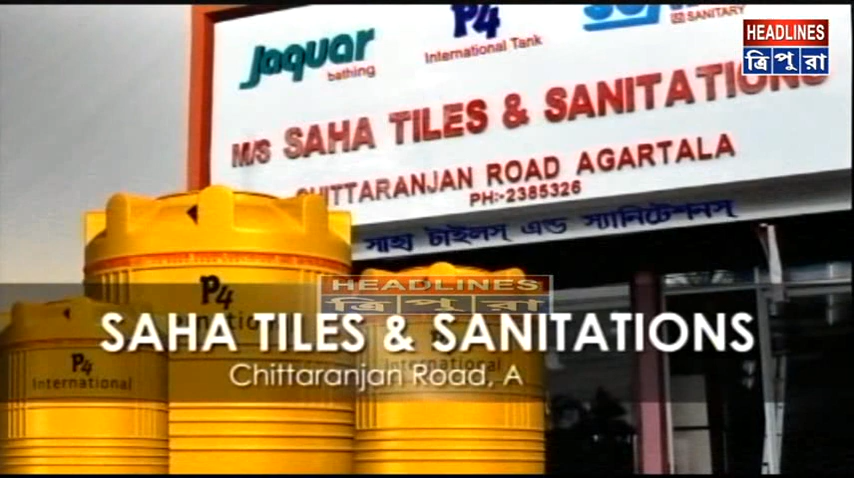 Jaquar
bathing
P4
International Tank
SANITARY
HEADLINES
ত্রিপুরা
M/S SAHA TILES & SANITATIONS
CHITTARANJAN ROAD AGARTALA
PH:-2385326
সাহা টাইলস্ এন্ড স্যানিটেশনস্
HEADLINES
ত্রিপুরা
P4
SAHA TILES & SANITATIONS
Chittaranjan Road, A
P4
International
International